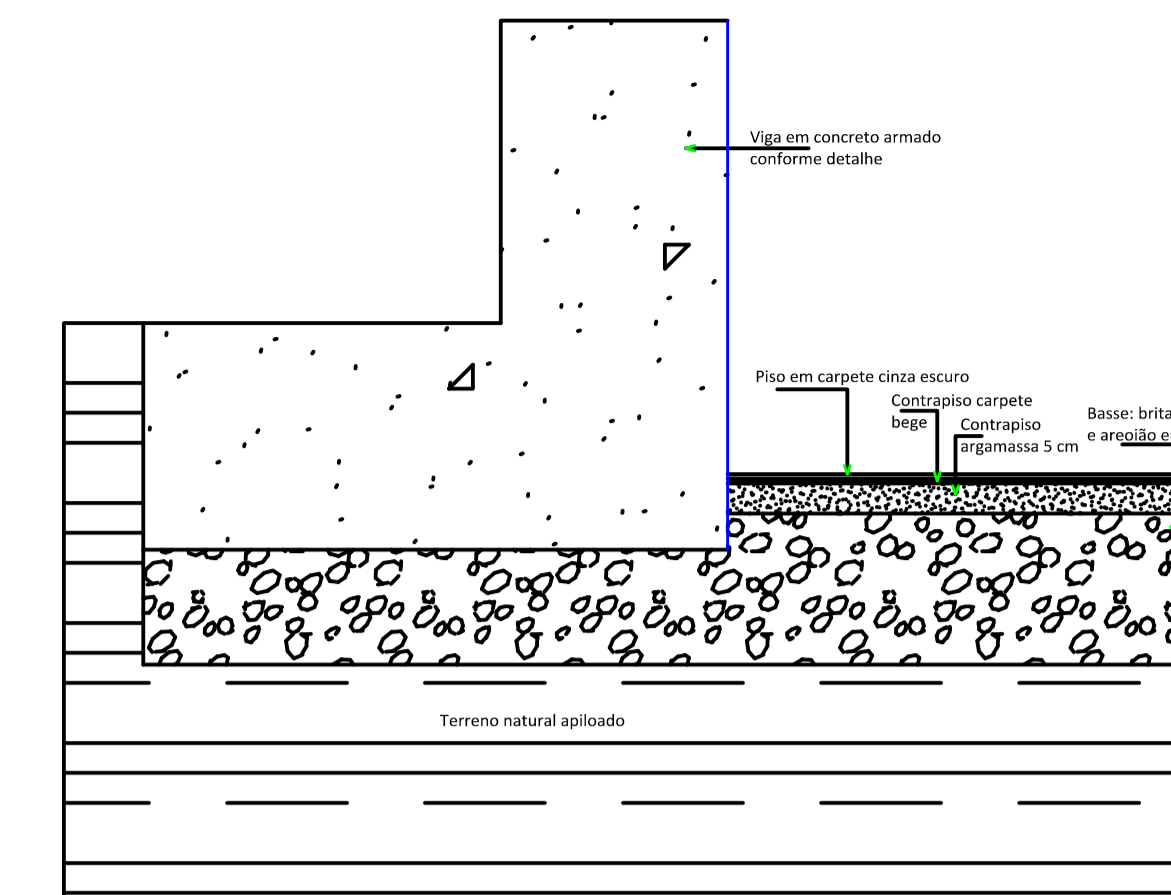 Viga em concreto armado
conforme detalhe
Piso em carpete cinza escuro
Contrapiso carpete
bege
Contrapiso
argamassa 5 cm
Basse: brita
e areoião e
Terreno natural apiloado